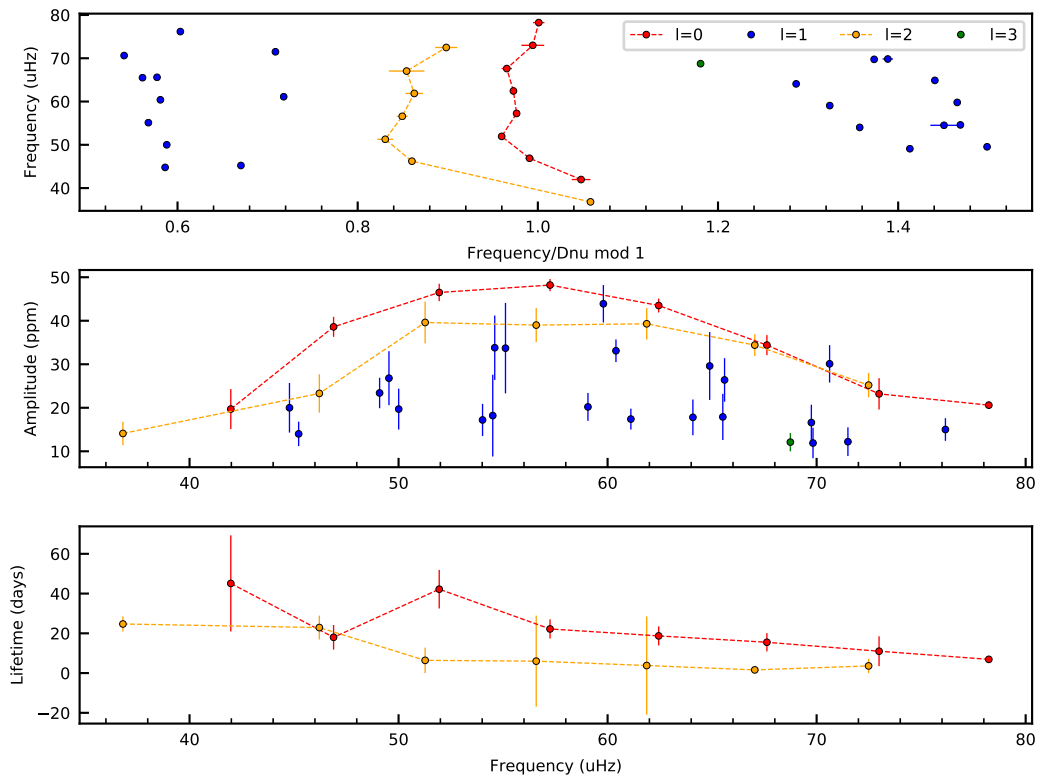 80
70
60
50
40
Frequency (uHz)
l=0 l=1 l=2 l=3
0.6 0.8 1.0 1.2 1.4
Frequency/Dnu mod 1
50
40
30
20
10
Amplitude (ppm)
40 50 60 70 80
60
40
20
0
−20
Lifetime (days)
40 50 60 70 80
Frequency (uHz)